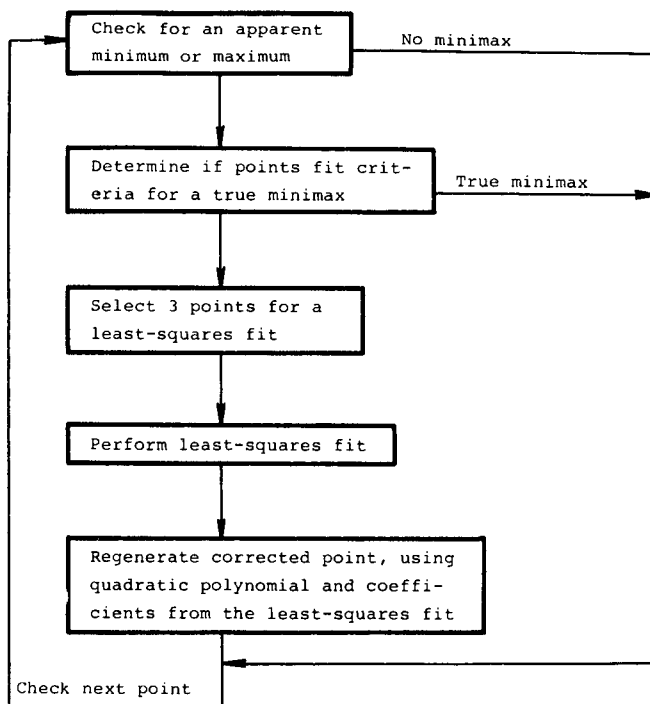 Check for an apparent
minimum or maximum
No minimax
Determine if points fit crit-
eria for a true minimax
True minimax
Select 3 points for a
least-squares fit
Perform least-squares fit
Regenerate corrected point, using
quadratic polynomial and coeffi-
cients from the least-squares fit
Check next point